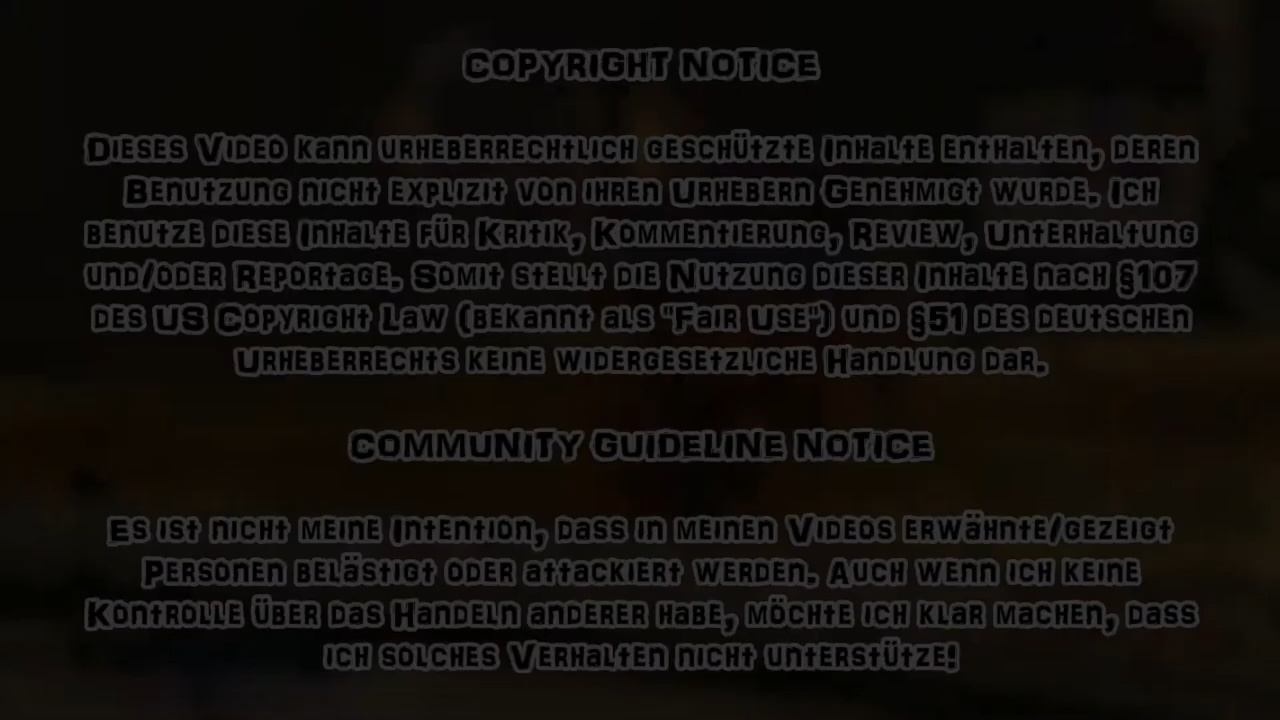 COPYRIGHT NOTICE
Dieses Video kann urheberrechtlich geschützte Inhalte enthalten, deren
Benutzung nicht explizit von ihren Urhebern Genehmigt wurde. Ich
benutze diese Inhalte für Kritik, Kommentierung, Review, Unterhaltung
und/oder Reportage. Somit stellt die Nutzung dieser Inhalte nach §107
des US Copyright Law (bekannt als "Fair Use") und §51 des deutschen
Urheberrechts keine widergesetzliche Handlung dar.
COMMUNITY GUIDELINE NOTICE
Es ist nicht meine Intention, dass in meinen Videos erwähnte/gezeigt
Personen belästigt oder attackiert werden. Auch wenn ich keine
Kontrolle über das Handeln anderer habe, möchte ich klar machen, dass
ich solches Verhalten nicht unterstütze!